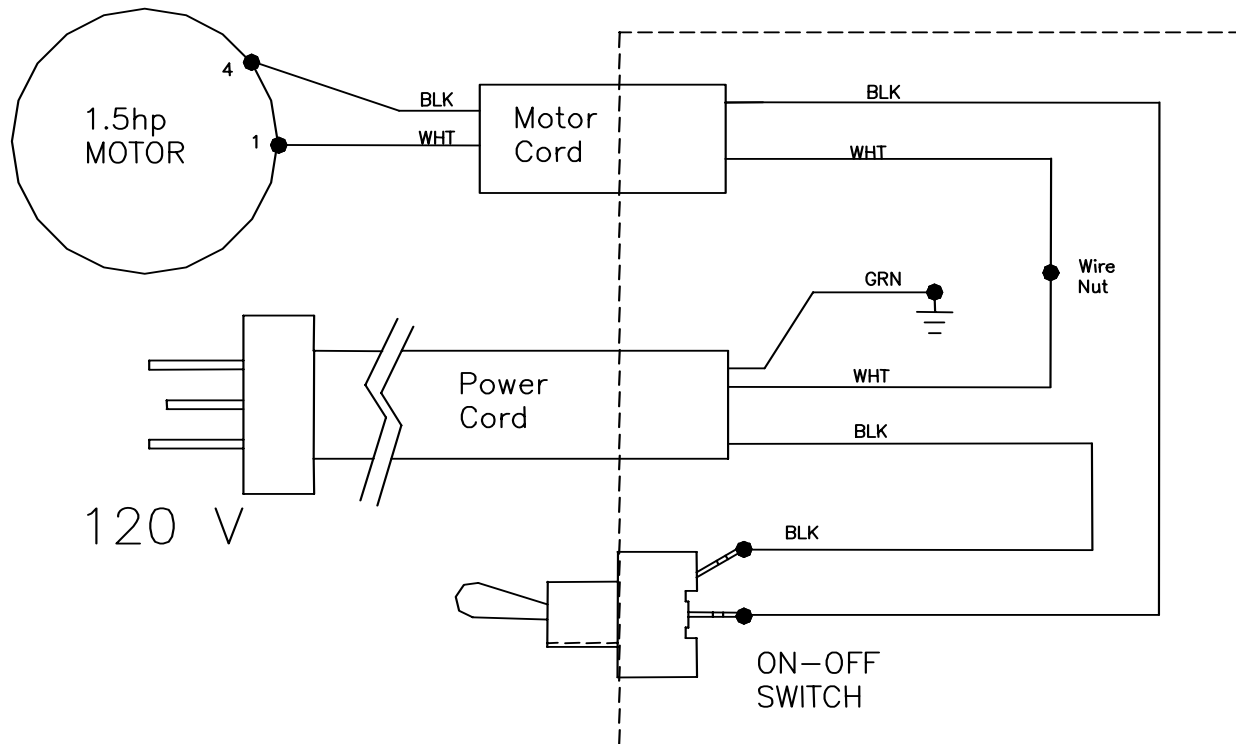 4
BLK
BLK
1.5hp
MOTOR
Motor
Cord
1
WHT
WHT
GRN
Wire
Nut
Power
Cord
WHT
BLK
120 V
BLK
ON-OFF
SWITCH